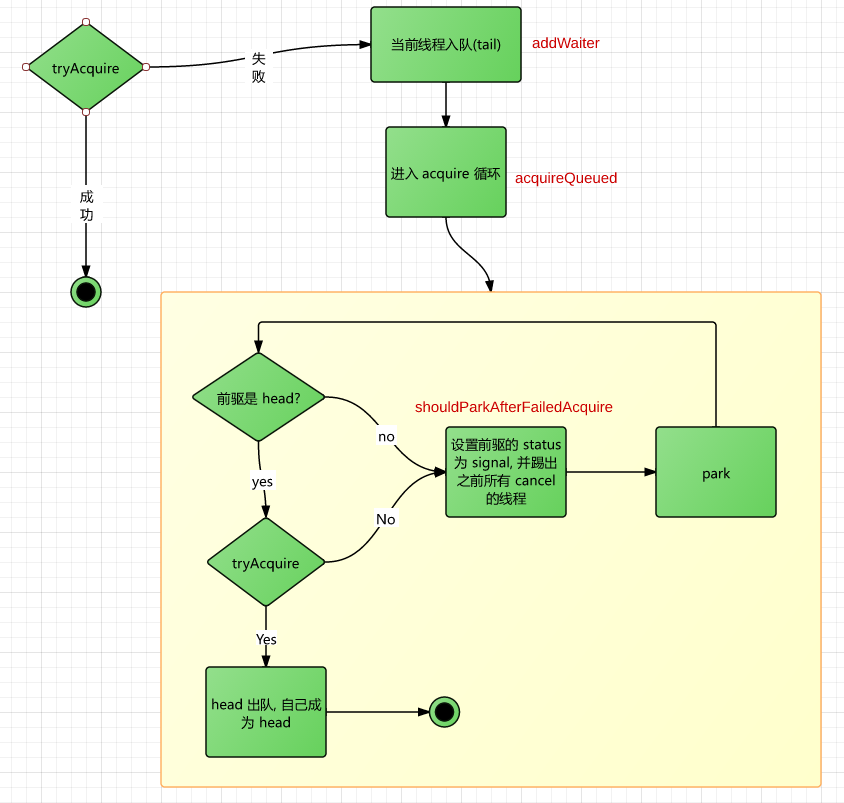 tryAcquire
失
败
当前线程入队(tail)
addWaiter
进入 acquire 循环
acquireQueued
成
功
前驱是 head?
no
shouldParkAfterFailedAcquire
设置前驱的 status
为 signal, 并踢出
之前所有 cancel
的线程
park
yes
No
tryAcquire
Yes
head 出队, 自己成
为 head